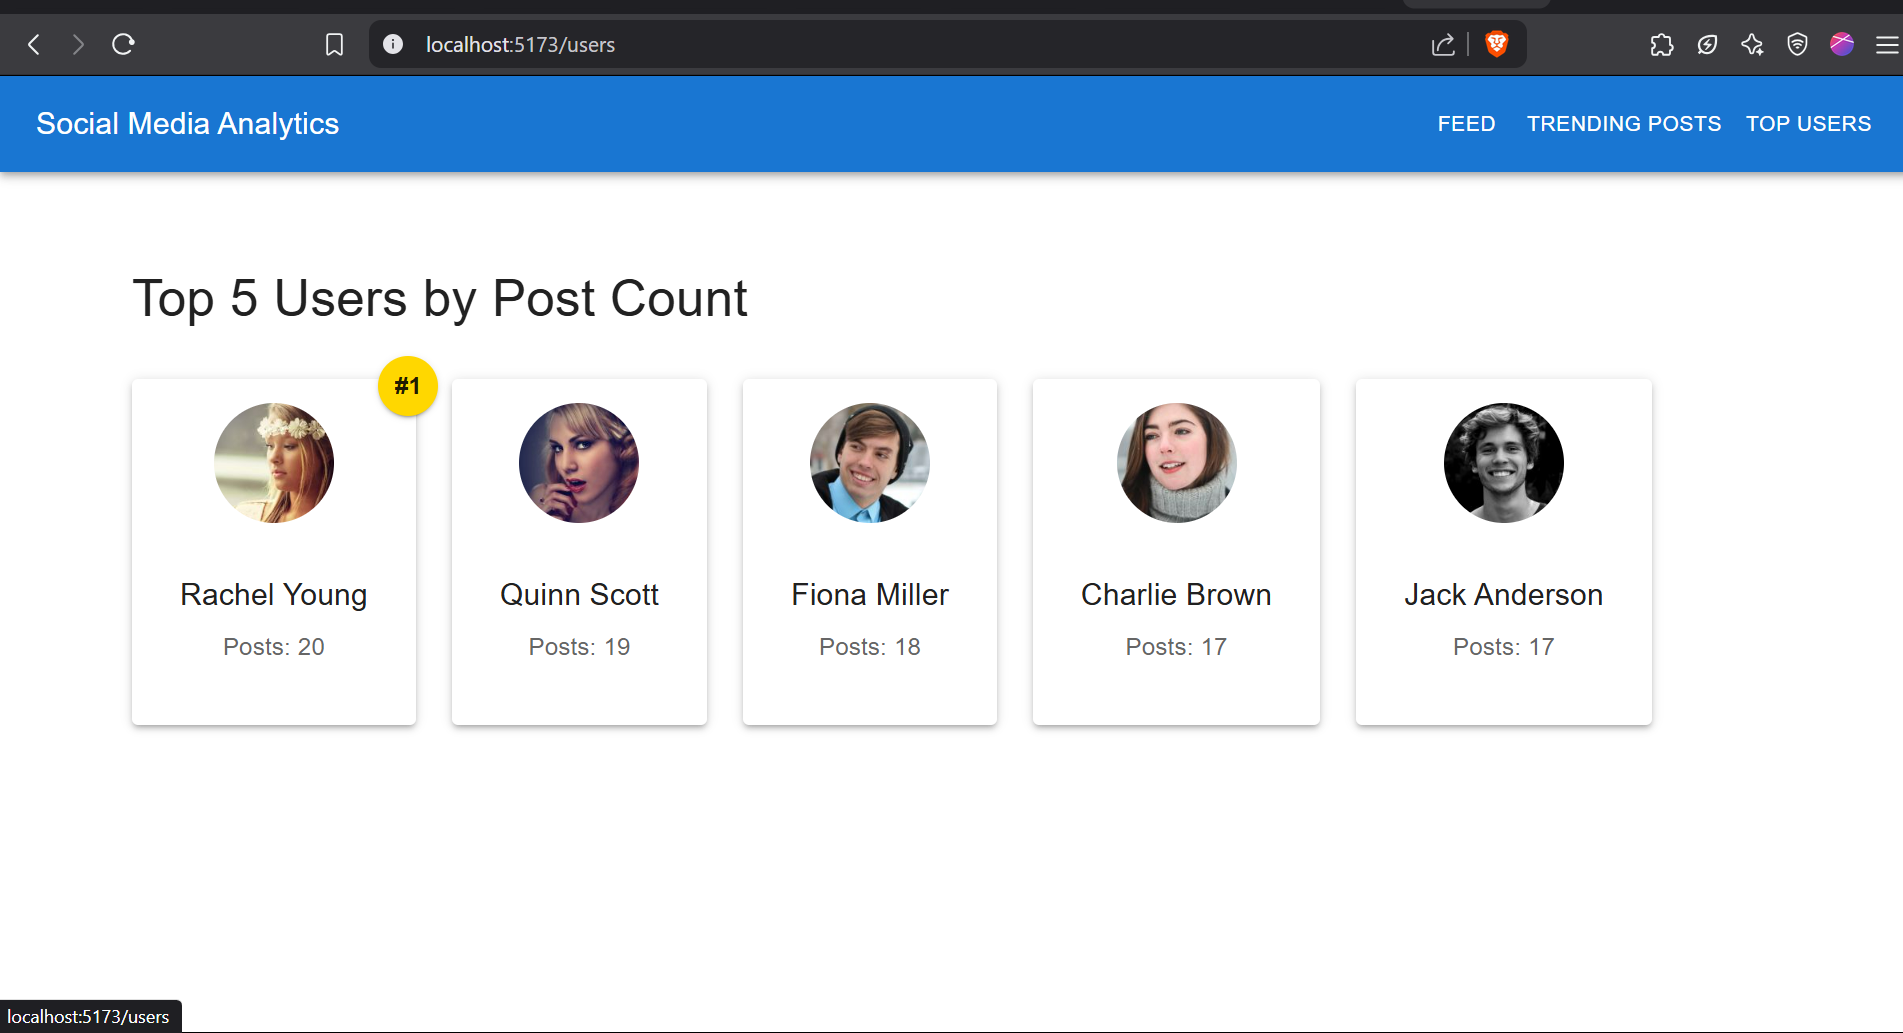 localhost:5173/users
Social Media Analytics
FEED
TRENDING POSTS
TOP USERS
Top 5 Users by Post Count
#1
Rachel Young
Posts: 20
Quinn Scott
Posts: 19
Fiona Miller
Posts: 18
Charlie Brown
Posts: 17
Jack Anderson
Posts: 17
localhost:5173/users